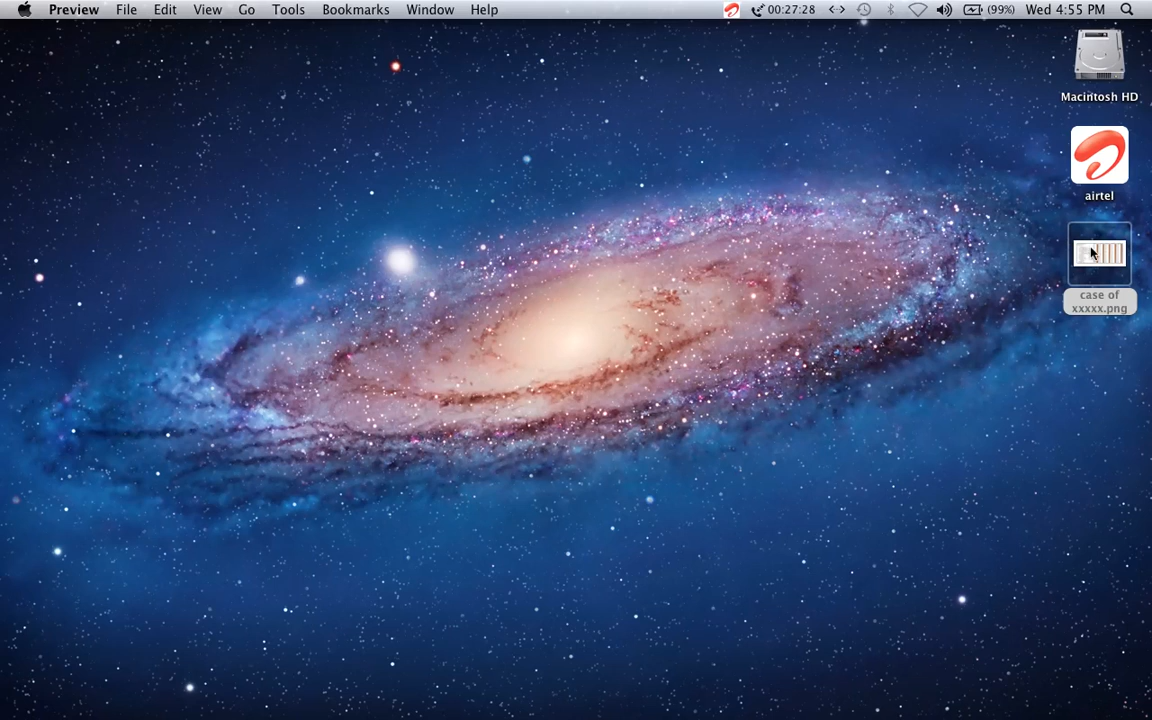 Preview File Edit View Go Tools Bookmarks Window Help 00:27:28 (99%) Wed 4:55 PM
Macintosh HD
airtel
case of
xxxxx.png